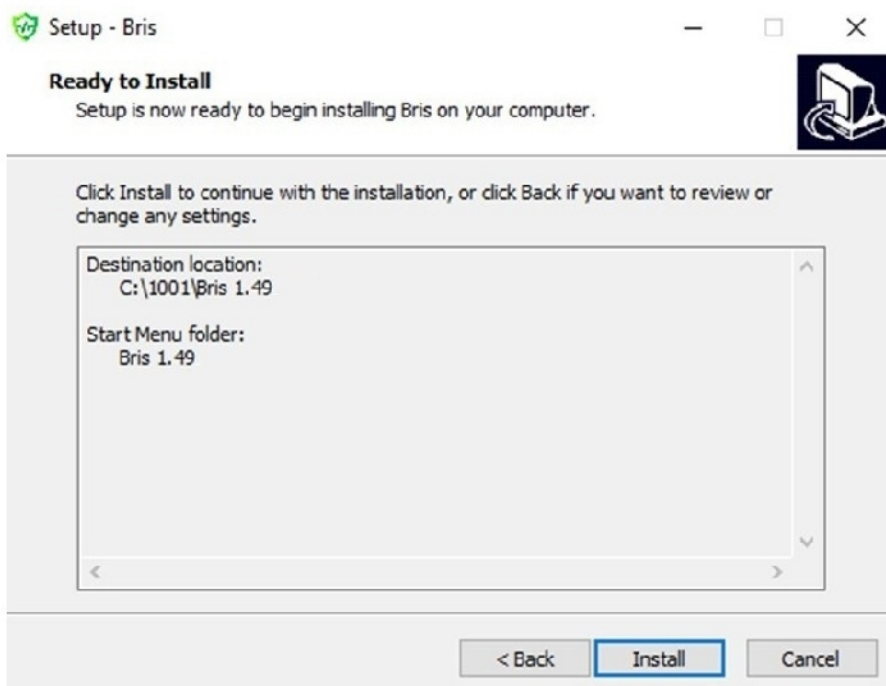 Setup - Bris
Ready to Install
Setup is now ready to begin installing Bris on your computer.
Click Install to continue with the installation, or click Back if you want to review or
change any settings.
Destination location:
C:\1001\Bris 1.49
Start Menu folder:
Bris 1.49
< Back
Install
Cancel